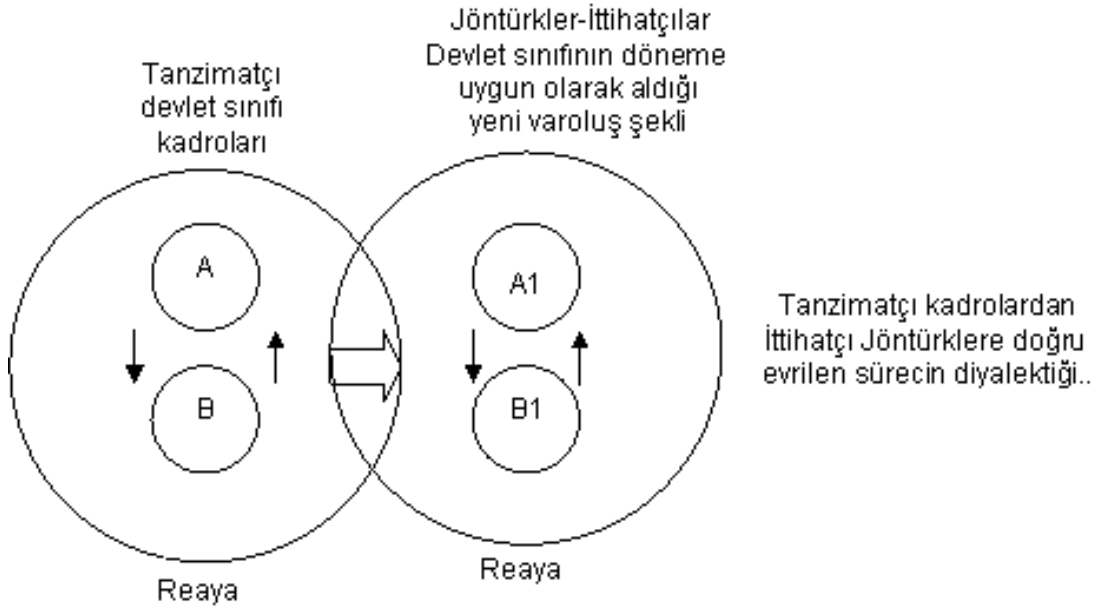 Jöntürkler-İttihatçılar
Devlet sınıfının döneme
uygun olarak aldığı
yeni varoluş şekli
Tanzimatçı
devlet sınıfı
kadroları
A
B
Reaya
A1
B1
Reaya
Tanzimatçı kadrolardan
İttihatçı Jöntürklere doğru
evrilen sürecin diyalektiği..